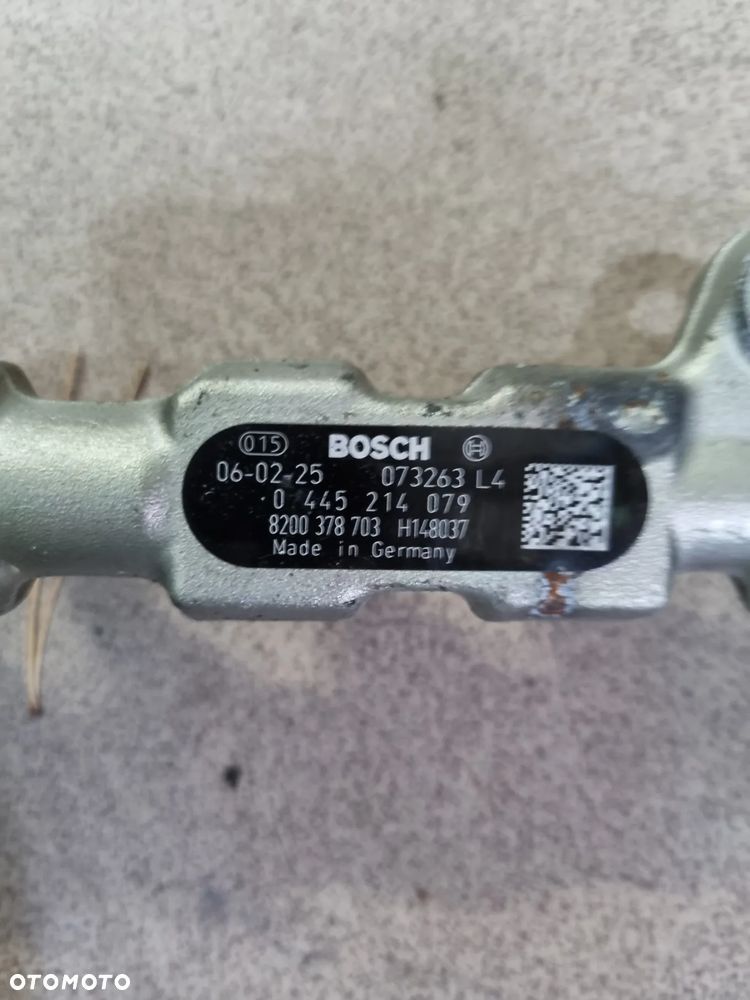 015 BOSCH
06-02-25 073263 L4
0 445 214 079
8200 378 703 H148037
Made in Germany
OTOMOTO